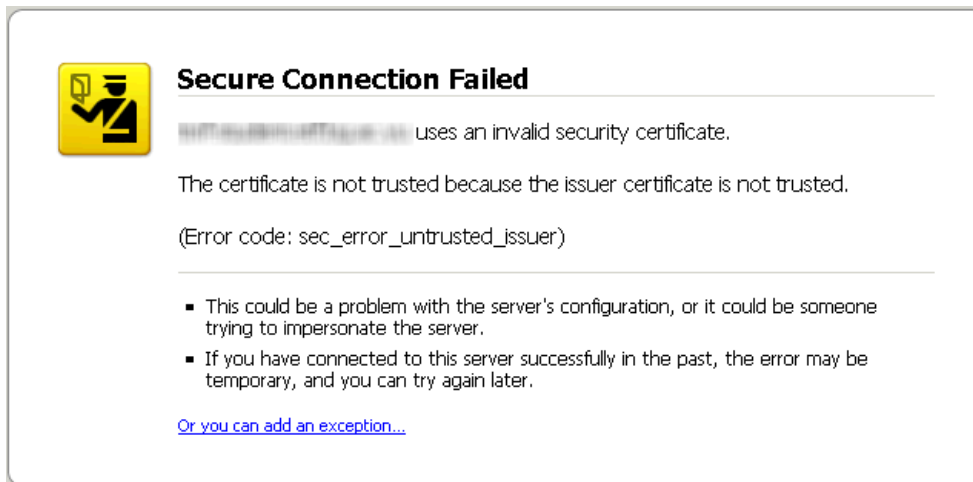 Secure Connection Failed
uses an invalid security certificate.
The certificate is not trusted because the issuer certificate is not trusted.
(Error code: sec_error_untrusted_issuer)
▪ This could be a problem with the server's configuration, or it could be someone
trying to impersonate the server.
▪ If you have connected to this server successfully in the past, the error may be
temporary, and you can try again later.
Or you can add an exception...